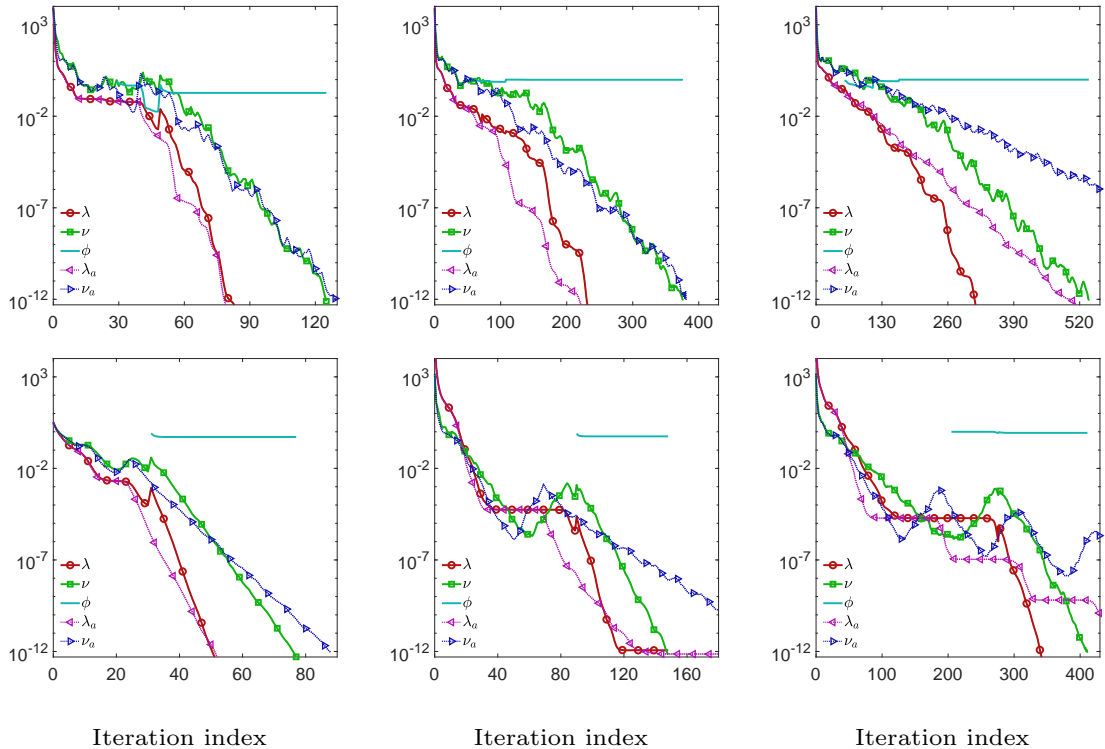 10^3
10^-2
10^-7
10^-12
λ
ν
ϕ
λ_a
ν_a
0 30 60 90 120
10^3
10^-2
10^-7
10^-12
λ
ν
ϕ
λ_a
ν_a
0 100 200 300 400
10^3
10^-2
10^-7
10^-12
λ
ν
ϕ
λ_a
ν_a
0 130 260 390 520
10^3
10^-2
10^-7
10^-12
λ
ν
ϕ
λ_a
ν_a
0 20 40 60 80
Iteration index
10^3
10^-2
10^-7
10^-12
λ
ν
ϕ
λ_a
ν_a
0 40 80 120 160
Iteration index
10^3
10^-2
10^-7
10^-12
λ
ν
ϕ
λ_a
ν_a
0 100 200 300 400
Iteration index